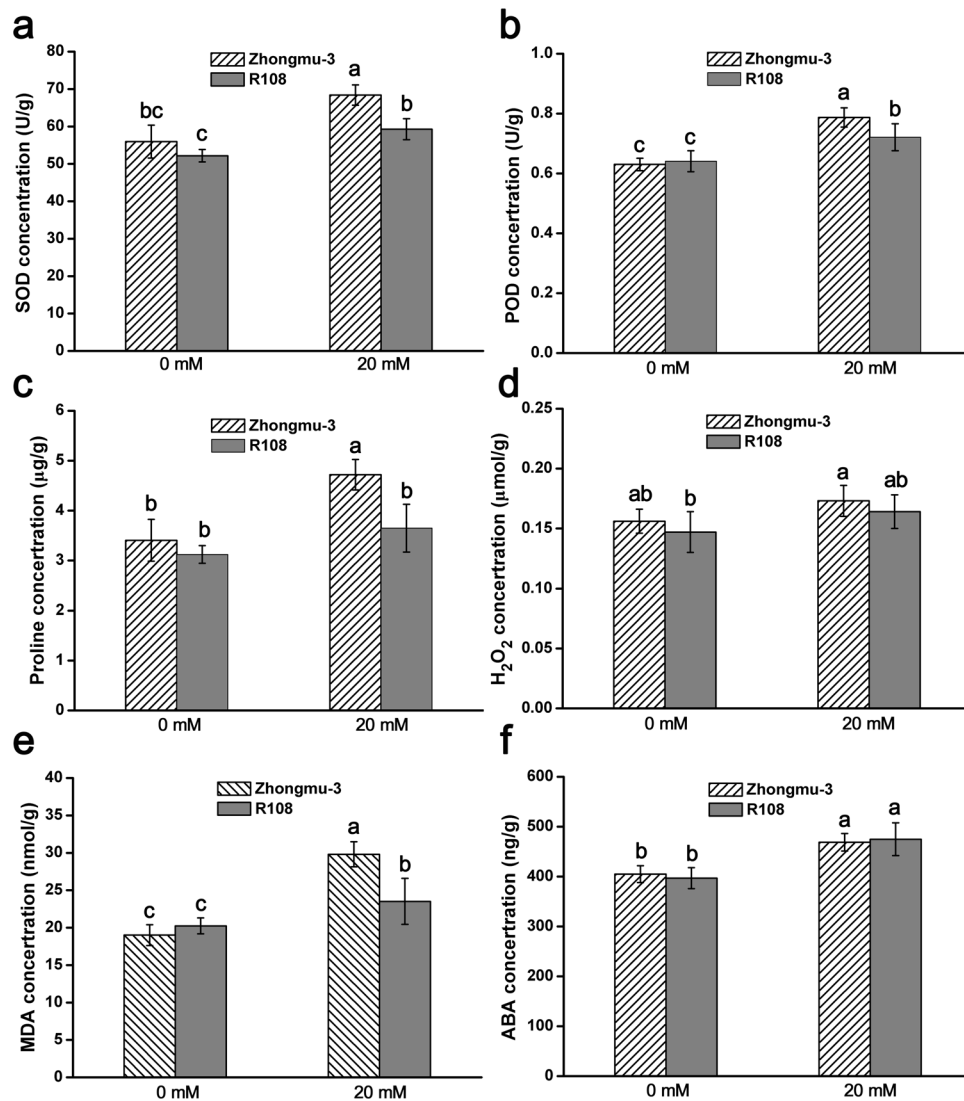 a
SOD concentration (U/g)
80
70
60
50
40
30
20
10
0
Zhongmu-3
R108
bc
c
a
b
0 mM
20 mM
b
POD concertration (U/g)
1.0
0.8
0.6
0.4
0.2
0.0
Zhongmu-3
R108
c
c
a
b
0 mM
20 mM
c
Proline concertration (μg/g)
6
5
4
3
2
1
0
Zhongmu-3
R108
b
b
a
b
0 mM
20 mM
d
H2O2 concertration (μmol/g)
0.25
0.20
0.15
0.10
0.05
0.00
Zhongmu-3
R108
ab
b
a
ab
0 mM
20 mM
e
MDA concertration (nmol/g)
40
35
30
25
20
15
10
5
0
Zhongmu-3
R108
c
c
a
b
0 mM
20 mM
f
ABA concertration (ng/g)
600
500
400
300
200
100
0
Zhongmu-3
R108
b
b
a
a
0 mM
20 mM